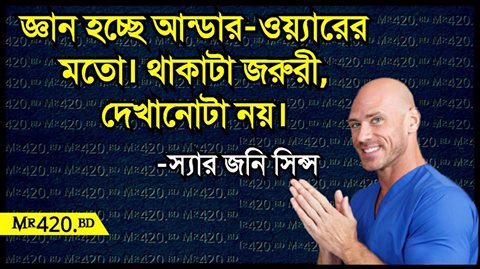 জ্ঞান হচ্ছে আন্ডার-ওয়্যারের
মতো। থাকাটা জরুরী,
দেখানোটা নয়।
-স্যার জনি সিন্স
MR420.BD